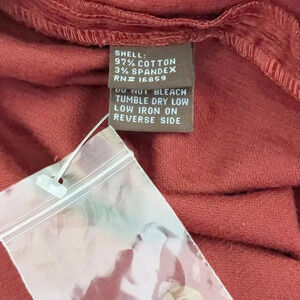 SHELL:
97% COTTON
3% SPANDEX
RN# 16859
DO NOT BLEACH
TUMBLE DRY LOW
LOW IRON ON
REVERSE SIDE